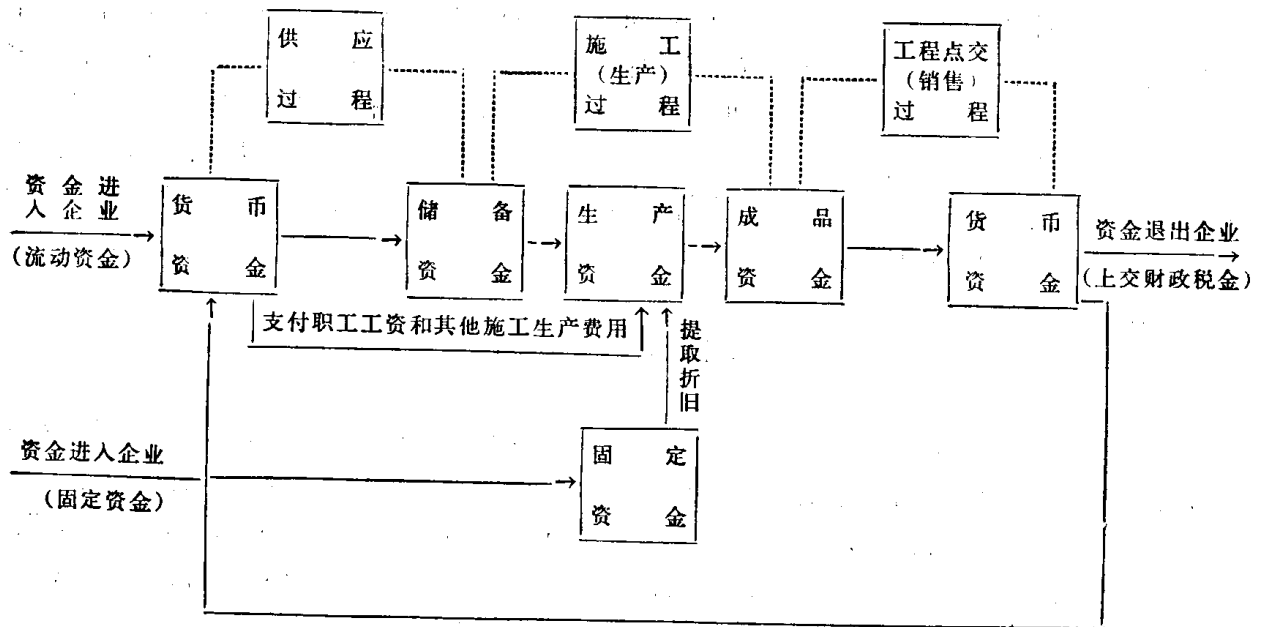 供应
过程
施工
(生产)
过程
工程点交
(销售)
过程
资金进
入企业
(流动资金)
货币
资金
储备
资金
生产
资金
成品
资金
货币
资金
资金退出企业
(上交财政税金)
支付职工工资和其他施工生产费用
提取折旧
资金进入企业
(固定资金)
固定
资金